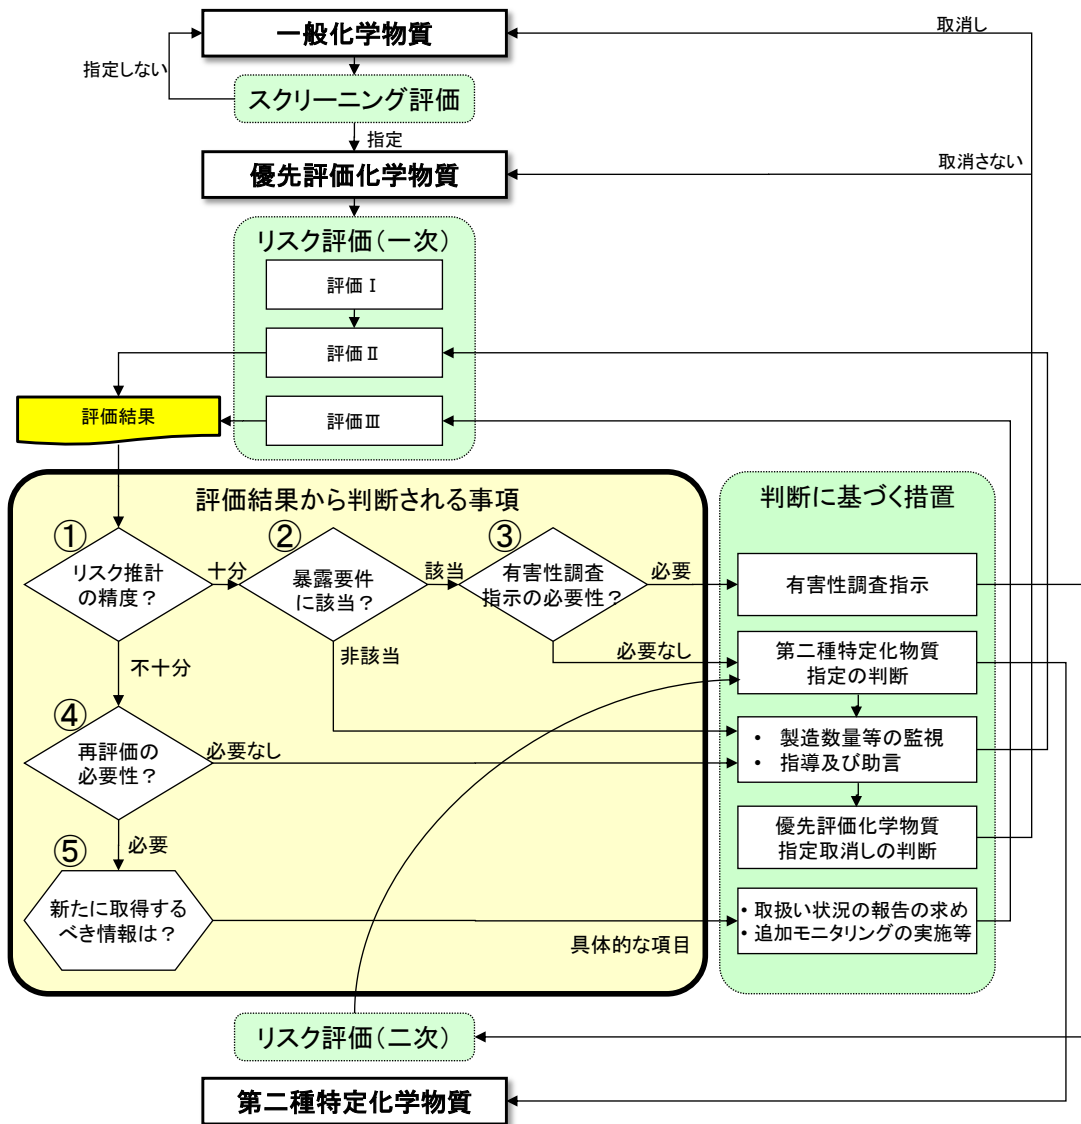 一般化学物質
取消し
指定しない
スクリーニング評価
指定
優先評価化学物質
取消さない
リスク評価(一次)
評価Ⅰ
評価Ⅱ
評価結果
評価Ⅲ
評価結果から判断される事項
判断に基づく措置
①
リスク推計
の精度?
十分
②
暴露要件
に該当?
該当
③
有害性調査
指示の必要性?
必要
有害性調査指示
不十分
非該当
必要なし
第二種特定化物質
指定の判断
④
再評価の
必要性?
必要なし
・ 製造数量等の監視
・ 指導及び助言
必要
優先評価化学物質
指定取消しの判断
⑤
新たに取得する
べき情報は?
具体的な項目
・取扱い状況の報告の求め
・追加モニタリングの実施等
リスク評価(二次)
第二種特定化学物質